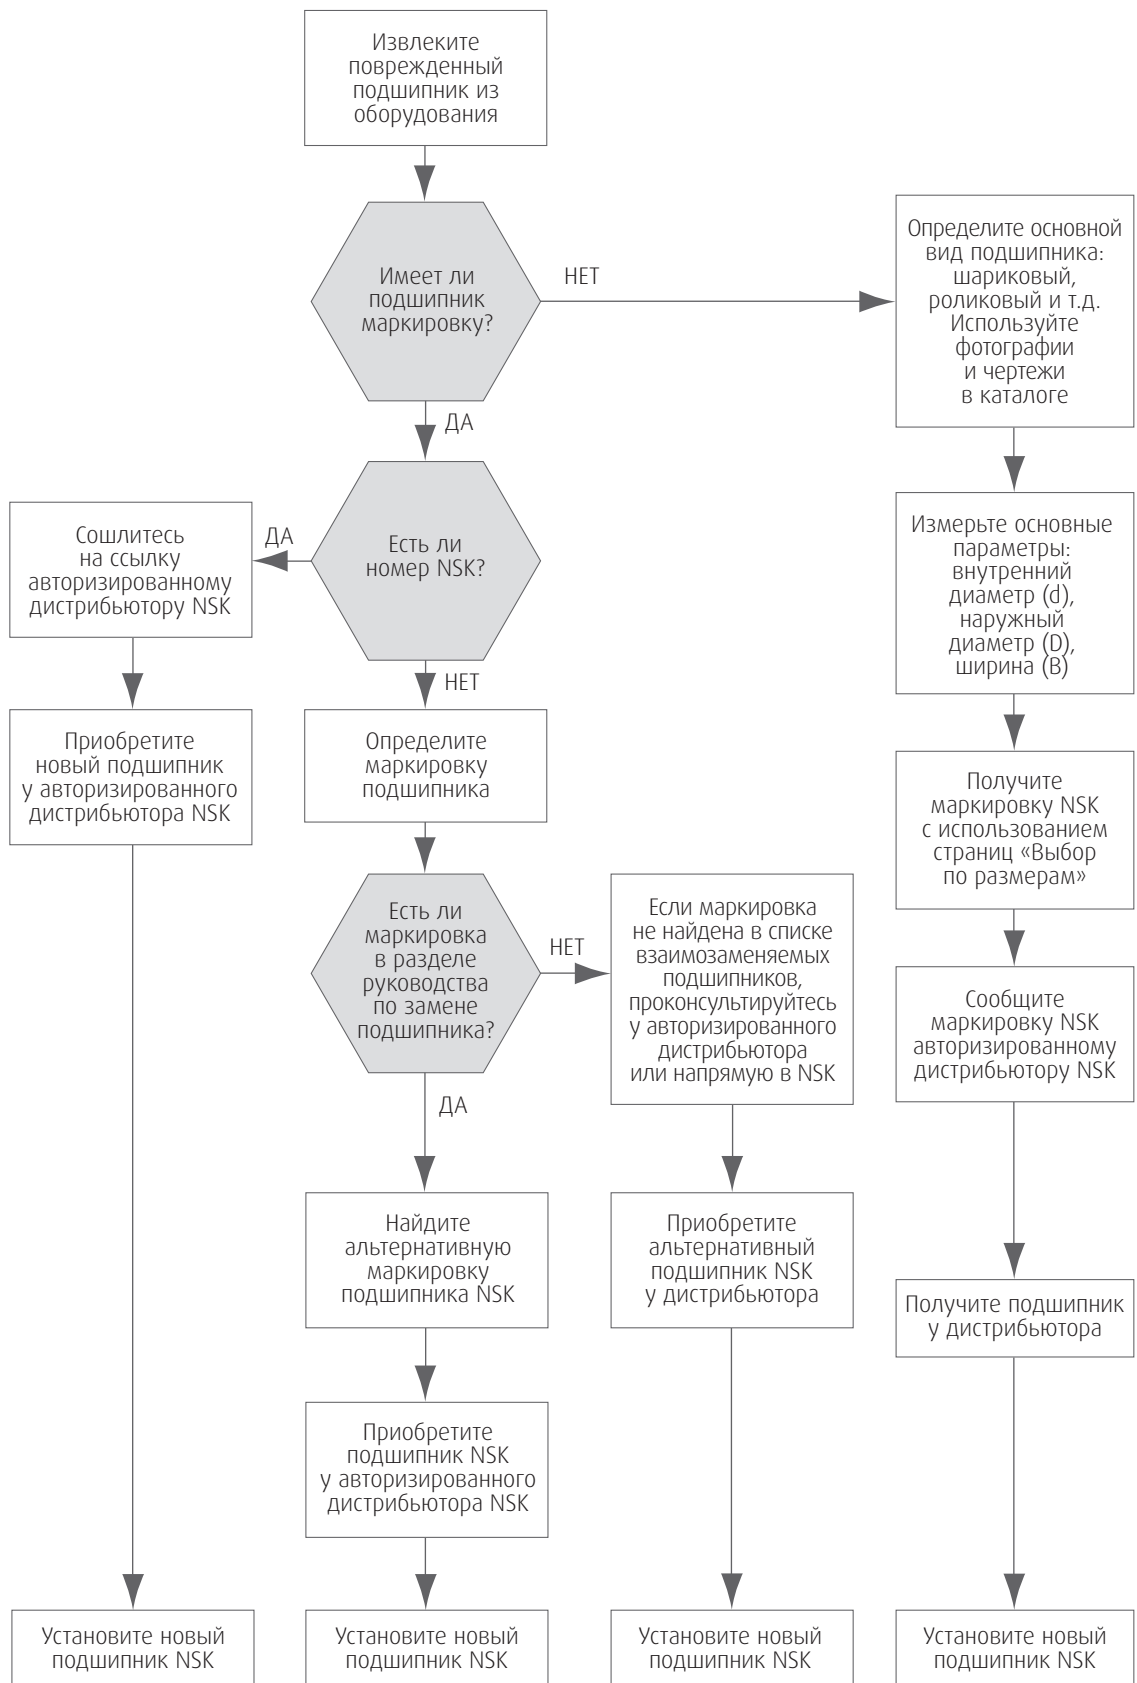 Извлеките
поврежденный
подшипник из
оборудования
Имеет ли
подшипник
маркировку?
НЕТ
Определите основной
вид подшипника:
шариковый,
роликовый и т.д.
Используйте
фотографии
и чертежи
в каталоге
ДА
Есть ли
номер NSK?
ДА
Сошлитесь
на ссылку
авторизированному
дистрибьютору NSK
Измерьте основные
параметры:
внутренний
диаметр (d),
наружный
диаметр (D),
ширина (B)
НЕТ
Приобретите
новый подшипник
у авторизированного
дистрибьютора NSK
Определите
маркировку
подшипника
Получите
маркировку NSK
с использованием
страниц «Выбор
по размерам»
Есть ли
маркировка
в разделе
руководства
по замене
подшипника?
НЕТ
Если маркировка
не найдена в списке
взаимозаменяемых
подшипников,
проконсультируйтесь
у авторизированного
дистрибьютора
или напрямую в NSK
Сообщите
маркировку NSK
авторизированному
дистрибьютору NSK
ДА
Найдите
альтернативную
маркировку
подшипника NSK
Приобретите
альтернативный
подшипник NSK
у дистрибьютора
Получите подшипник
у дистрибьютора
Приобретите
подшипник NSK
у авторизированного
дистрибьютора NSK
Установите новый
подшипник NSK
Установите новый
подшипник NSK
Установите новый
подшипник NSK
Установите новый
подшипник NSK